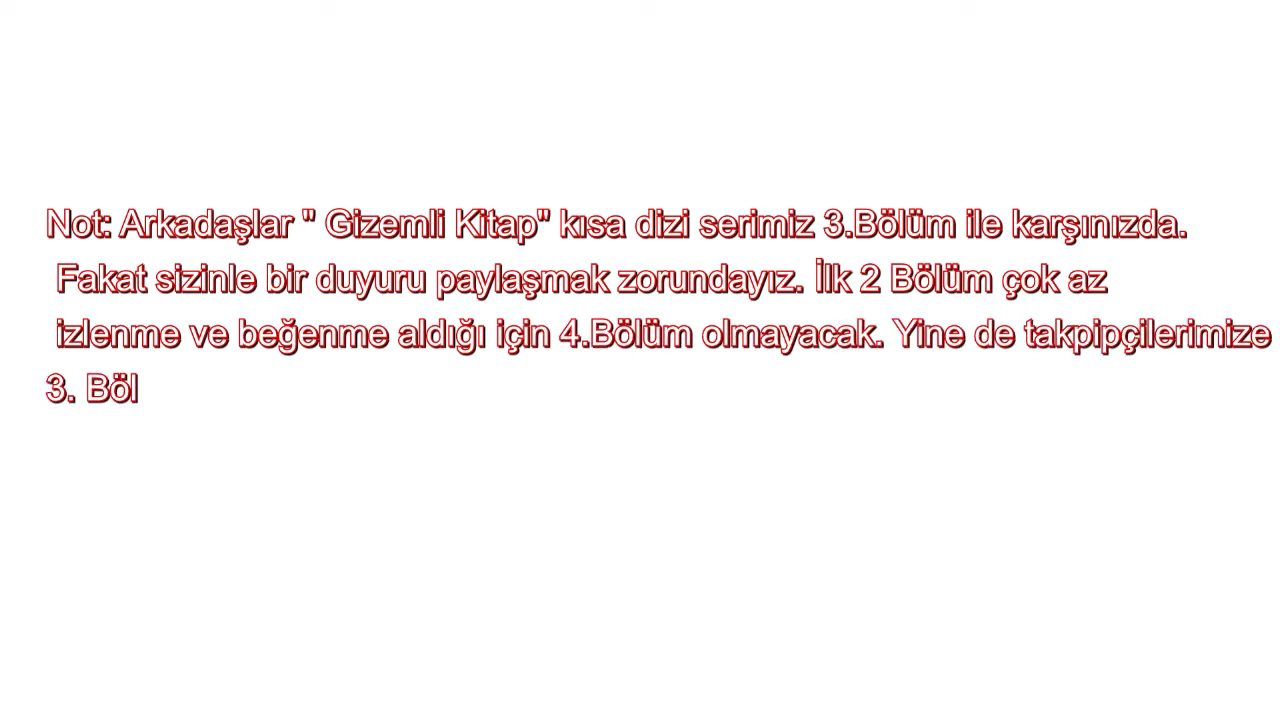 Not: Arkadaşlar " Gizemli Kitap" kısa dizi serimiz 3.Bölüm ile karşınızda.
Fakat sizinle bir duyuru paylaşmak zorundayız. İlk 2 Bölüm çok az
izlenme ve beğenme aldığı için 4.Bölüm olmayacak. Yine de takpipçilerimize
3. Böl